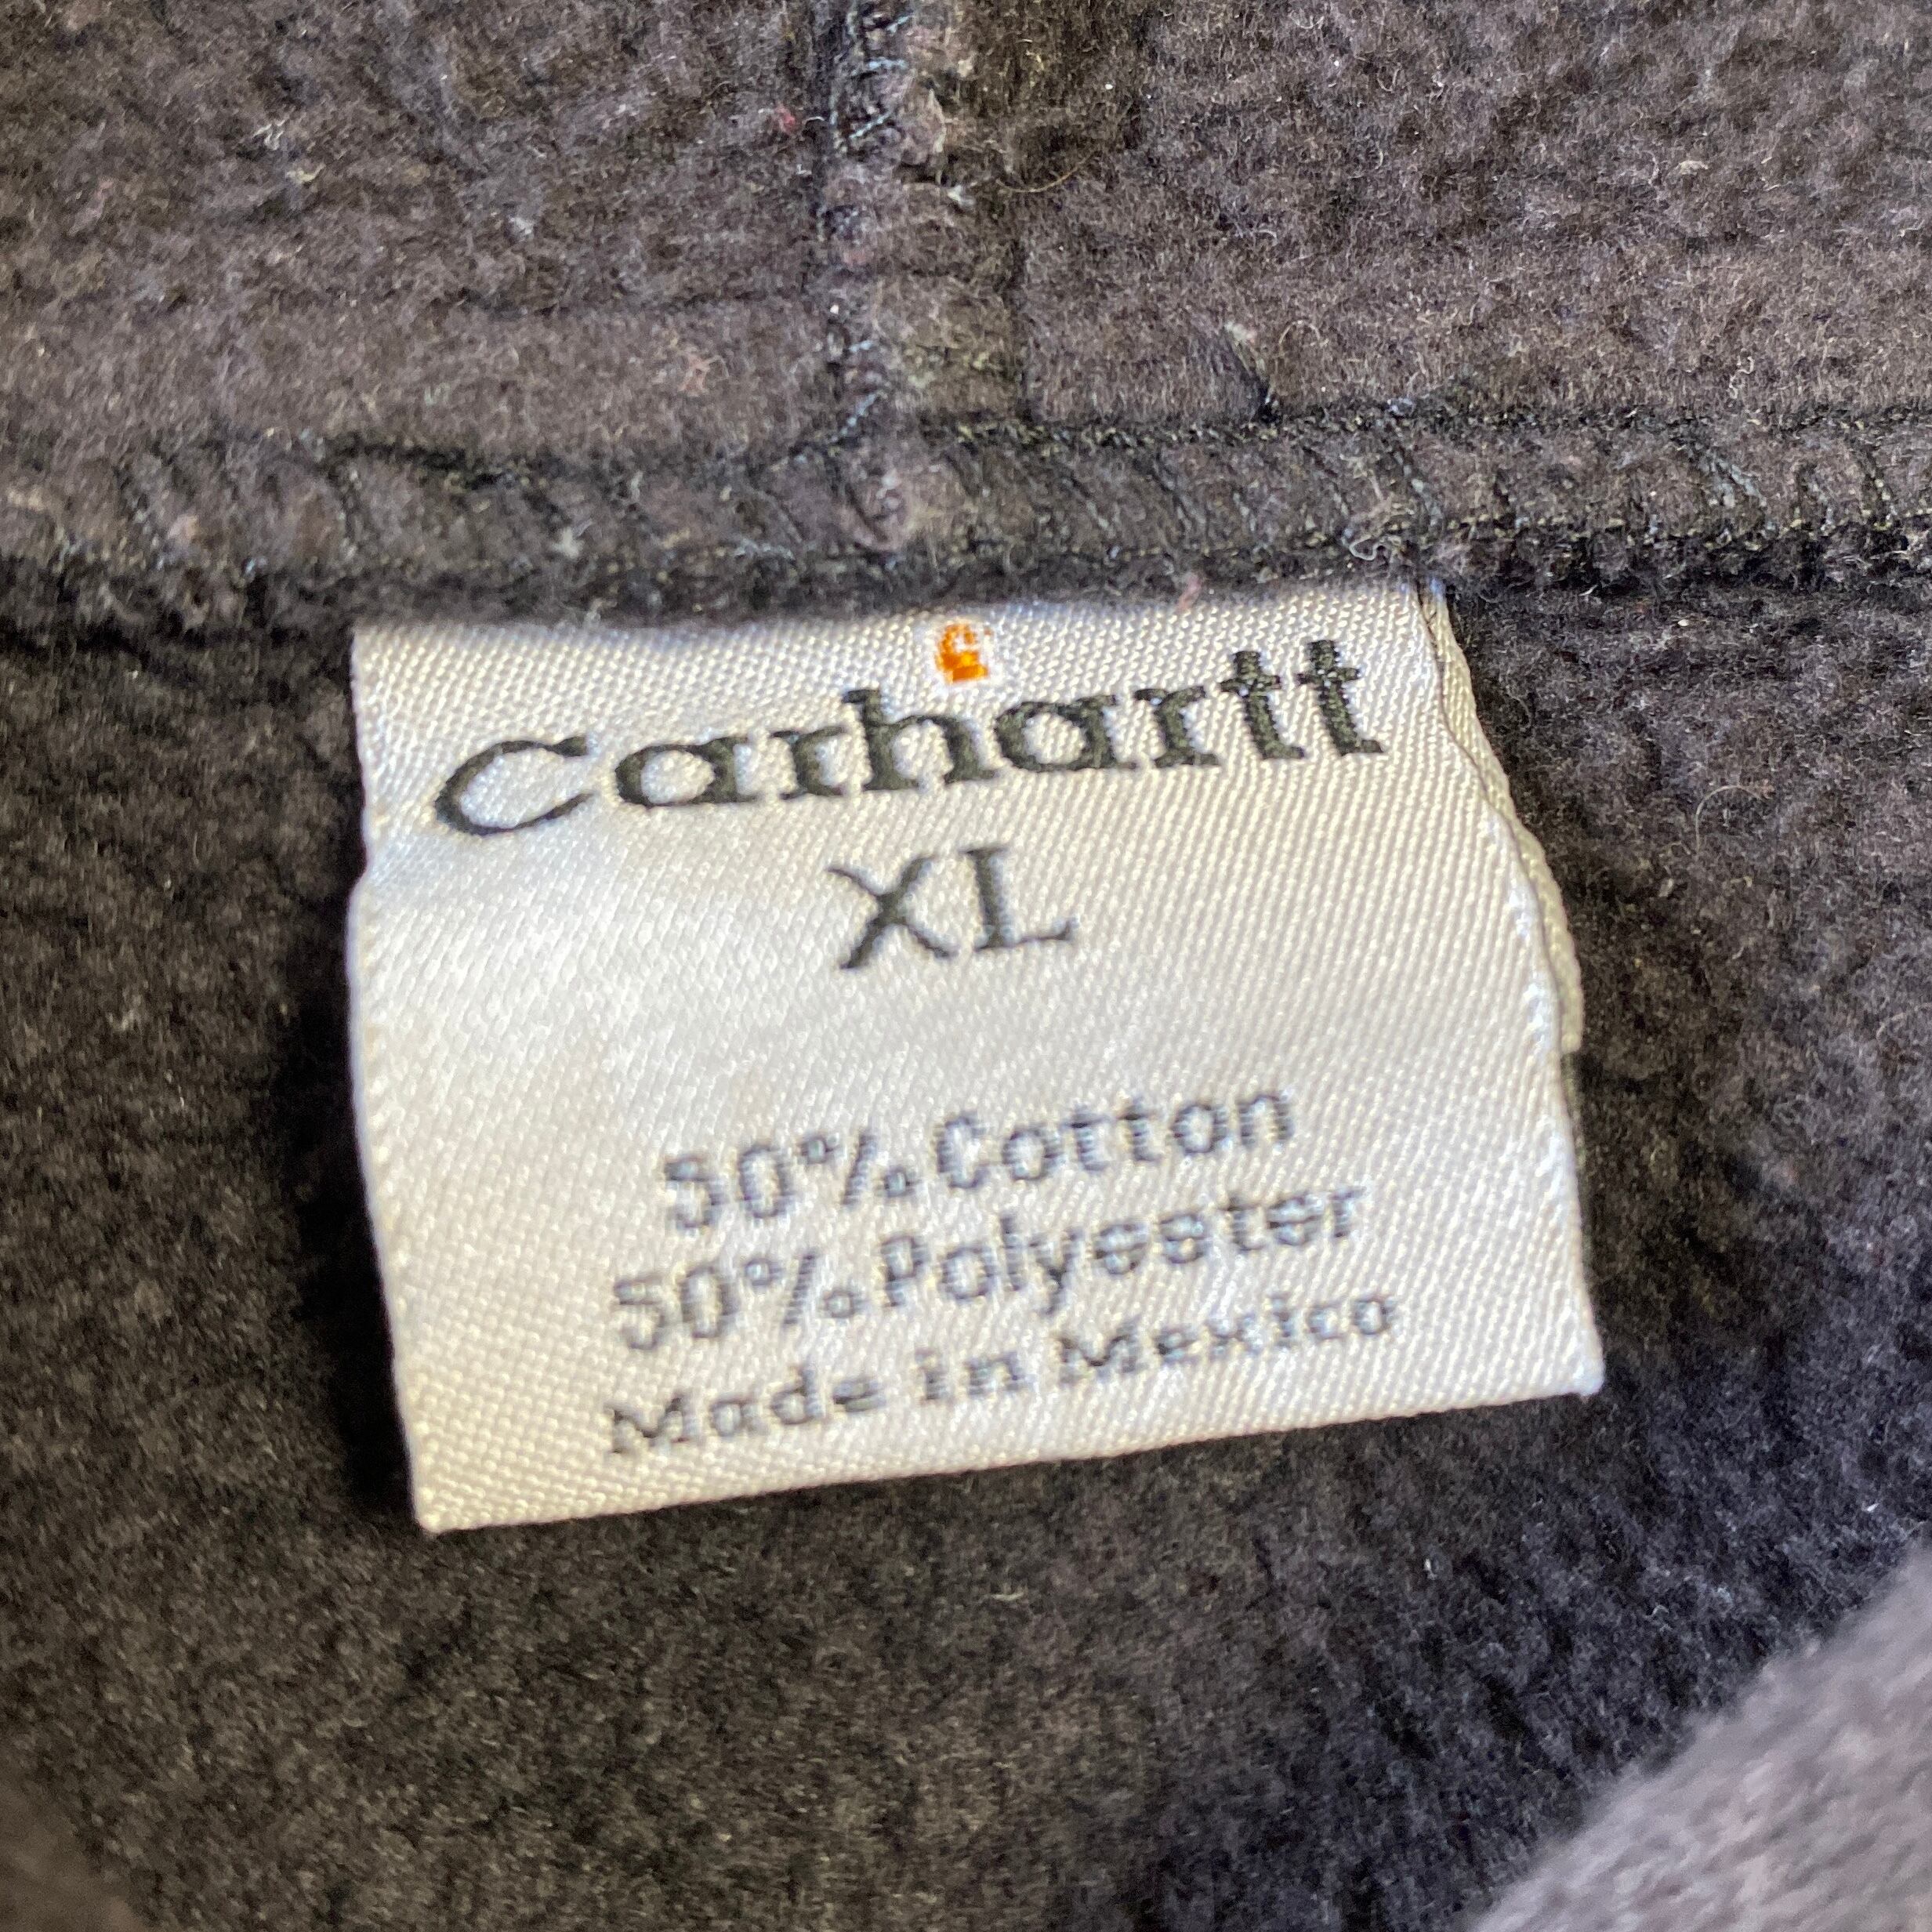 Carhartt
XL
50% Cotton
50% Polyester
Made in Mexico